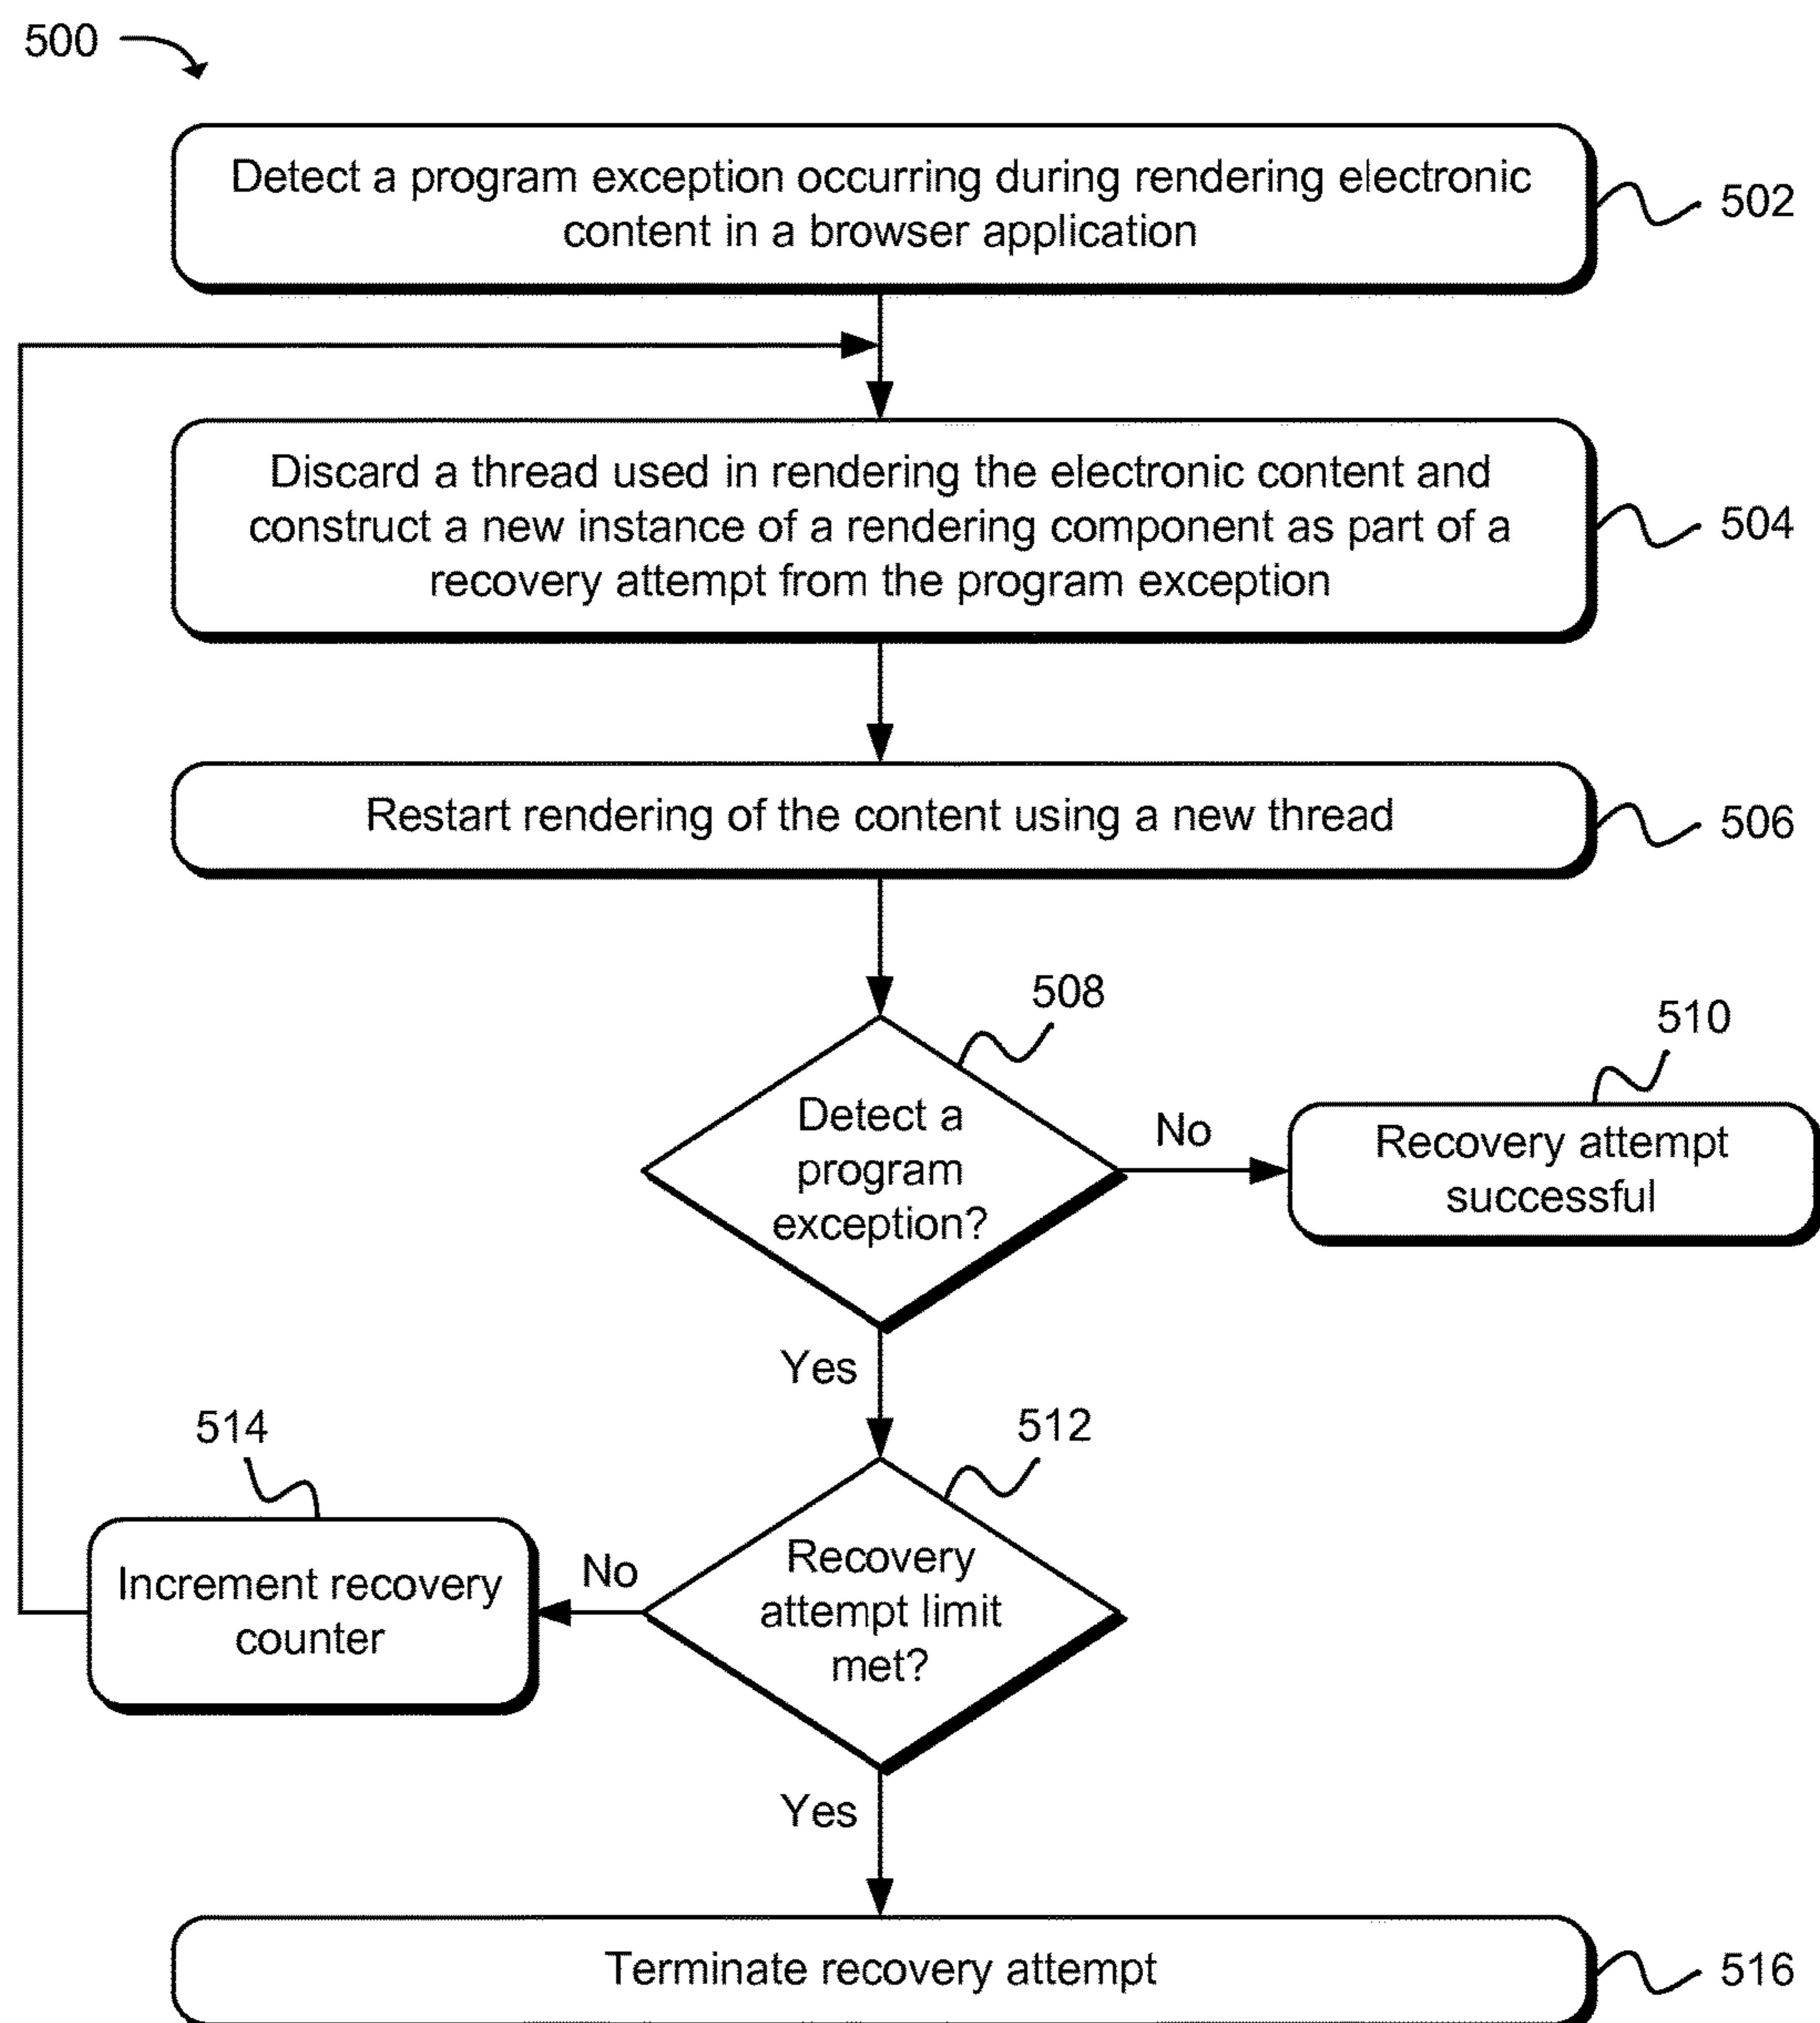 500
Detect a program exception occurring during rendering electronic
content in a browser application
502
Discard a thread used in rendering the electronic content and
construct a new instance of a rendering component as part of a
recovery attempt from the program exception
504
Restart rendering of the content using a new thread
506
508
Detect a
program
exception?
No
510
Recovery attempt
successful
Yes
512
Recovery
attempt limit
met?
No
514
Increment recovery
counter
Yes
Terminate recovery attempt
516